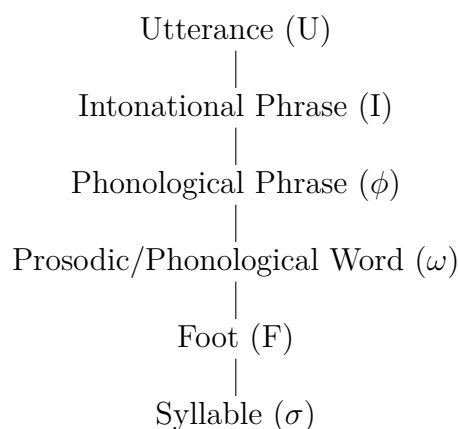 Utterance (U)
Intonational Phrase (I)
Phonological Phrase (ϕ)
Prosodic/Phonological Word (ω)
Foot (F)
Syllable (σ)